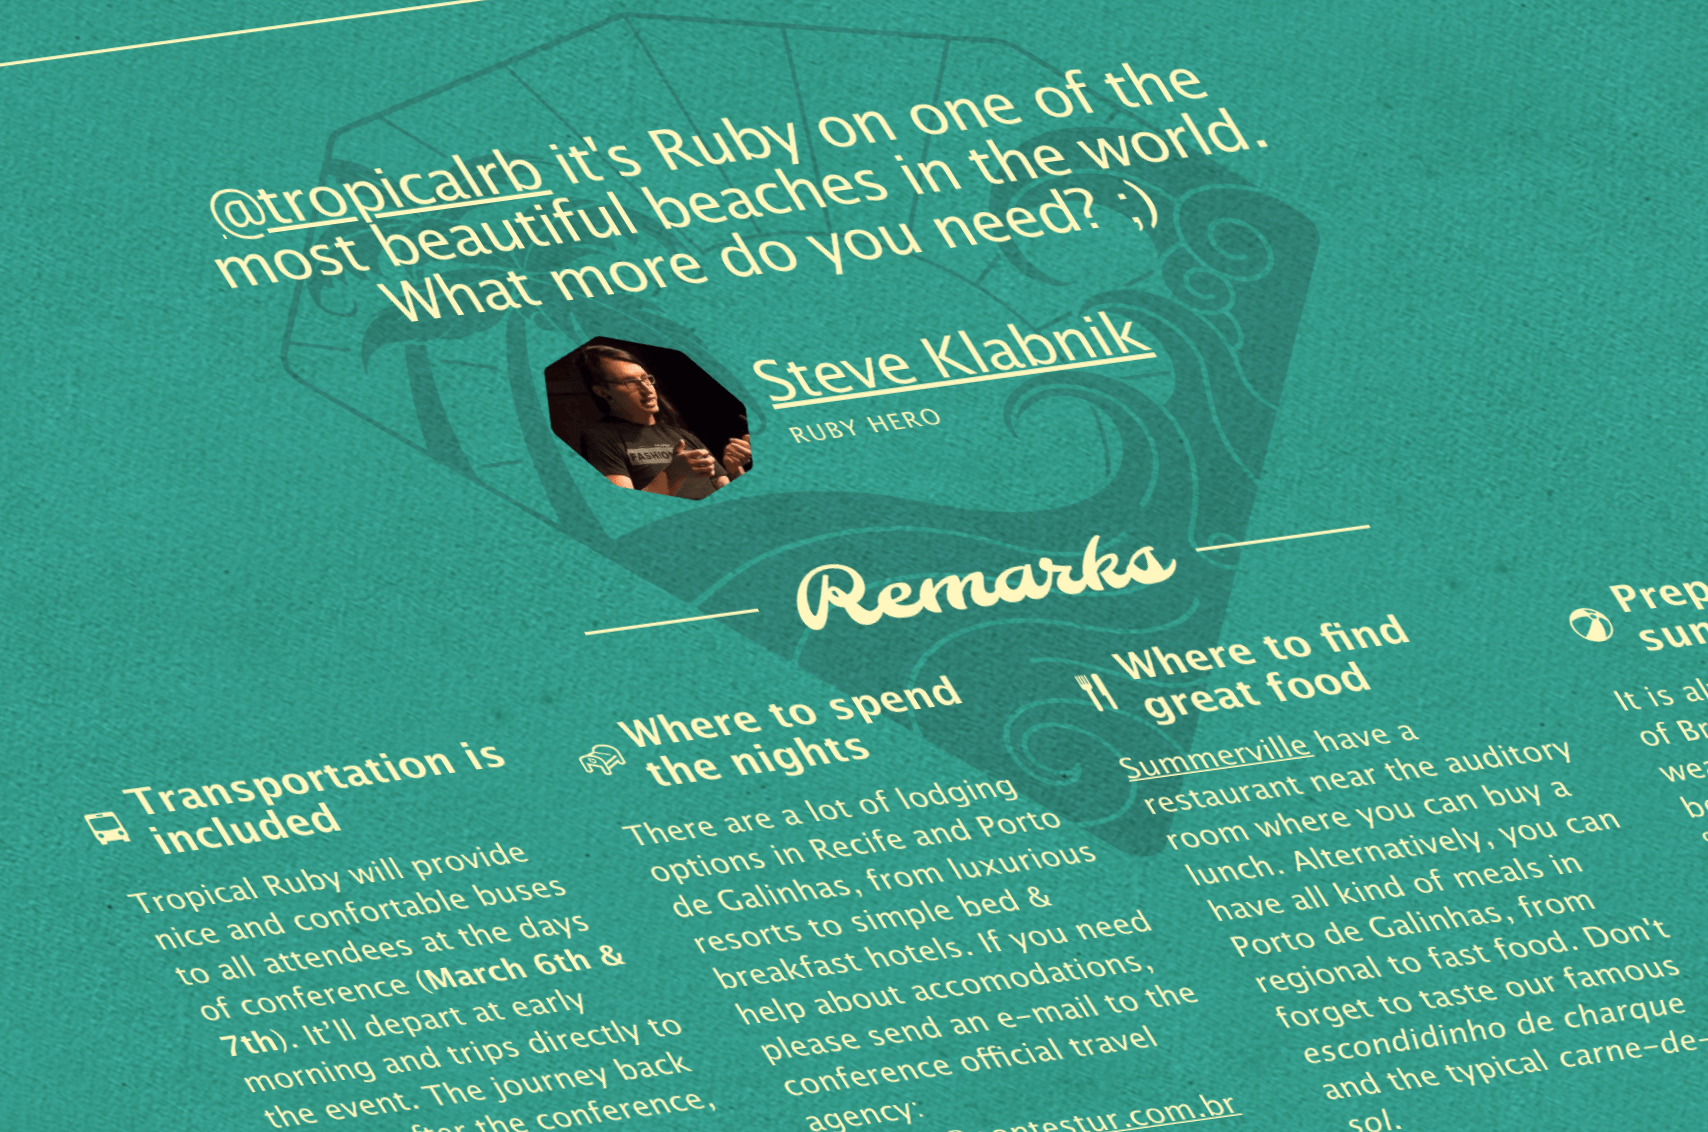 @tropicalrb it's Ruby on one of the
most beautiful beaches in the world.
What more do you need? ;)
Steve Klabnik
RUBY HERO
FASHION
Remarks
Transportation is
included
Tropical Ruby will provide
nice and confortable buses
to all attendees at the days
of conference (March 6th &
7th). It'll depart at early
morning and trips directly to
the event. The journey back
the conference,
Where to spend
the nights
There are a lot of lodging
options in Recife and Porto
de Galinhas, from luxurious
resorts to simple bed &
breakfast hotels. If you need
help about accomodations,
please send an e-mail to the
conference official travel
agency:
Where to find
great food
Summerville have a
restaurant near the auditory
room where you can buy a
lunch. Alternatively, you can
have all kind of meals in
Porto de Galinhas, from
regional to fast food. Don't
forget to taste our famous
escondidinho de charque
and the typical carne-de-
sol.
It is
of